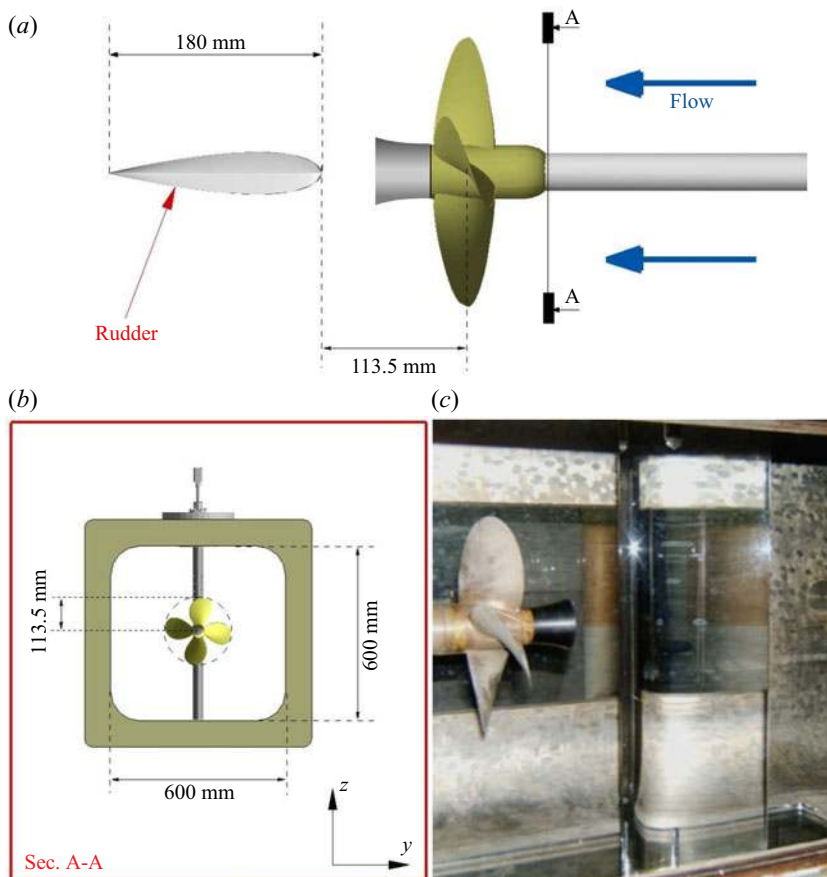 (a)
180 mm
A
Flow
A
Rudder
113.5 mm
(b)
(c)
113.5 mm
600 mm
600 mm
z
y
Sec. A-A